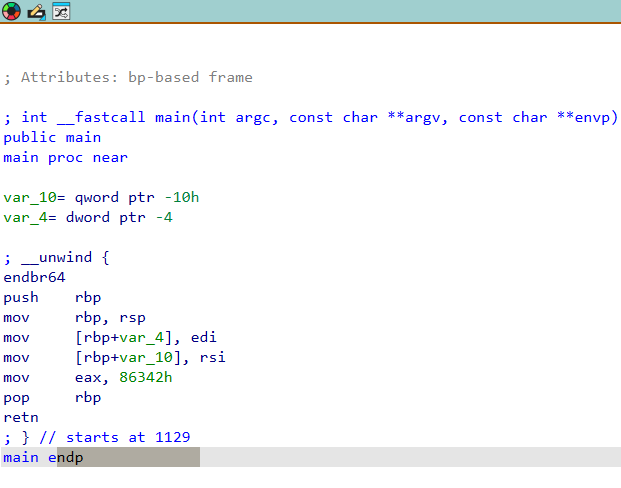 ; Attributes: bp-based frame
; int __fastcall main(int argc, const char **argv, const char **envp)
public main
main proc near
var_10= qword ptr -10h
var_4= dword ptr -4
; __unwind {
endbr64
push    rbp
mov     rbp, rsp
mov     [rbp+var_4], edi
mov     [rbp+var_10], rsi
mov     eax, 86342h
pop     rbp
retn
; } // starts at 1129
main endp